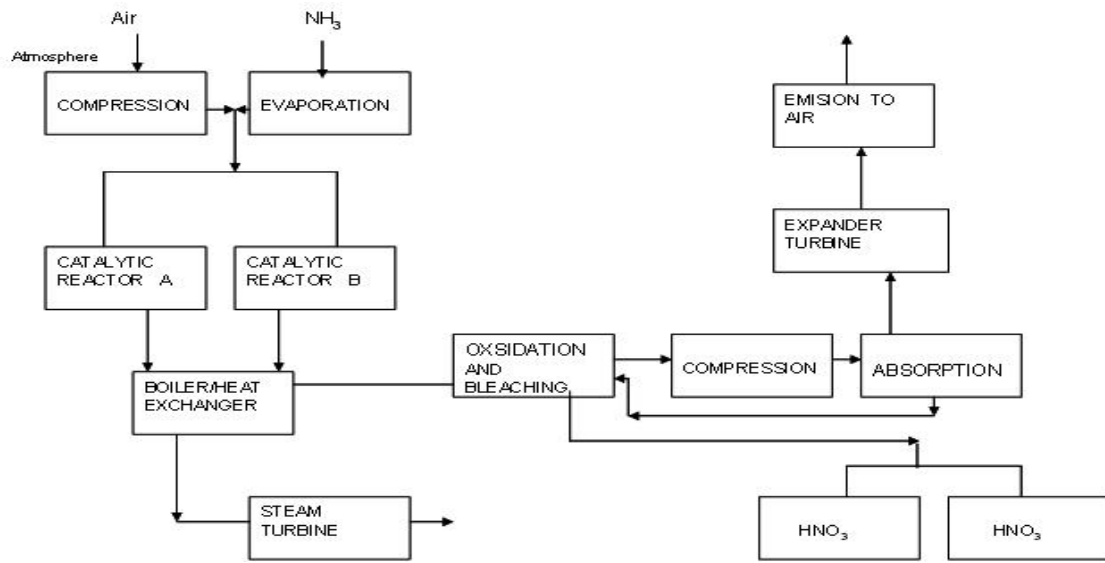 Air
NH₃
Atmosphere
COMPRESSION
EVAPORATION
EMISION TO
AIR
EXPANDER
TURBINE
CATALYTIC
REACTOR A
CATALYTIC
REACTOR B
OXSIDATION
AND
BLEACHING
COMPRESSION
ABSORPTION
BOILER/HEAT
EXCHANGER
STEAM
TURBINE
HNO₃
HNO₃